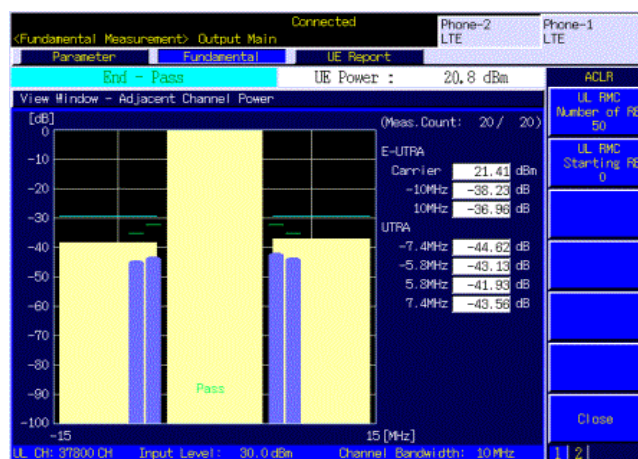 Connected
Phone-2
LTE
Phone-1
LTE
<Fundamental Measurement> Output Main
Parameter
Fundamental
UE Report
End - Pass
UE Power :
20.8 dBm
ACLR
View Window - Adjacent Channel Power
UL RMC
Number of RB
50
UL RMC
Starting RB
0
Close
1 2
[dB]
0
-10
-20
-30
-40
-50
-60
-70
-80
-90
-100
-15
15 [MHz]
Pass
(Meas.Count: 20/ 20)
E-UTRA
Carrier 21.41 dBm
-10MHz -38.23 dB
10MHz -36.96 dB
UTRA
-7.4MHz -44.62 dB
-5.8MHz -43.13 dB
5.8MHz -41.93 dB
7.4MHz -43.56 dB
UL CH: 37800 CH Input Level: 30.0 dBm Channel Bandwidth: 10 MHz